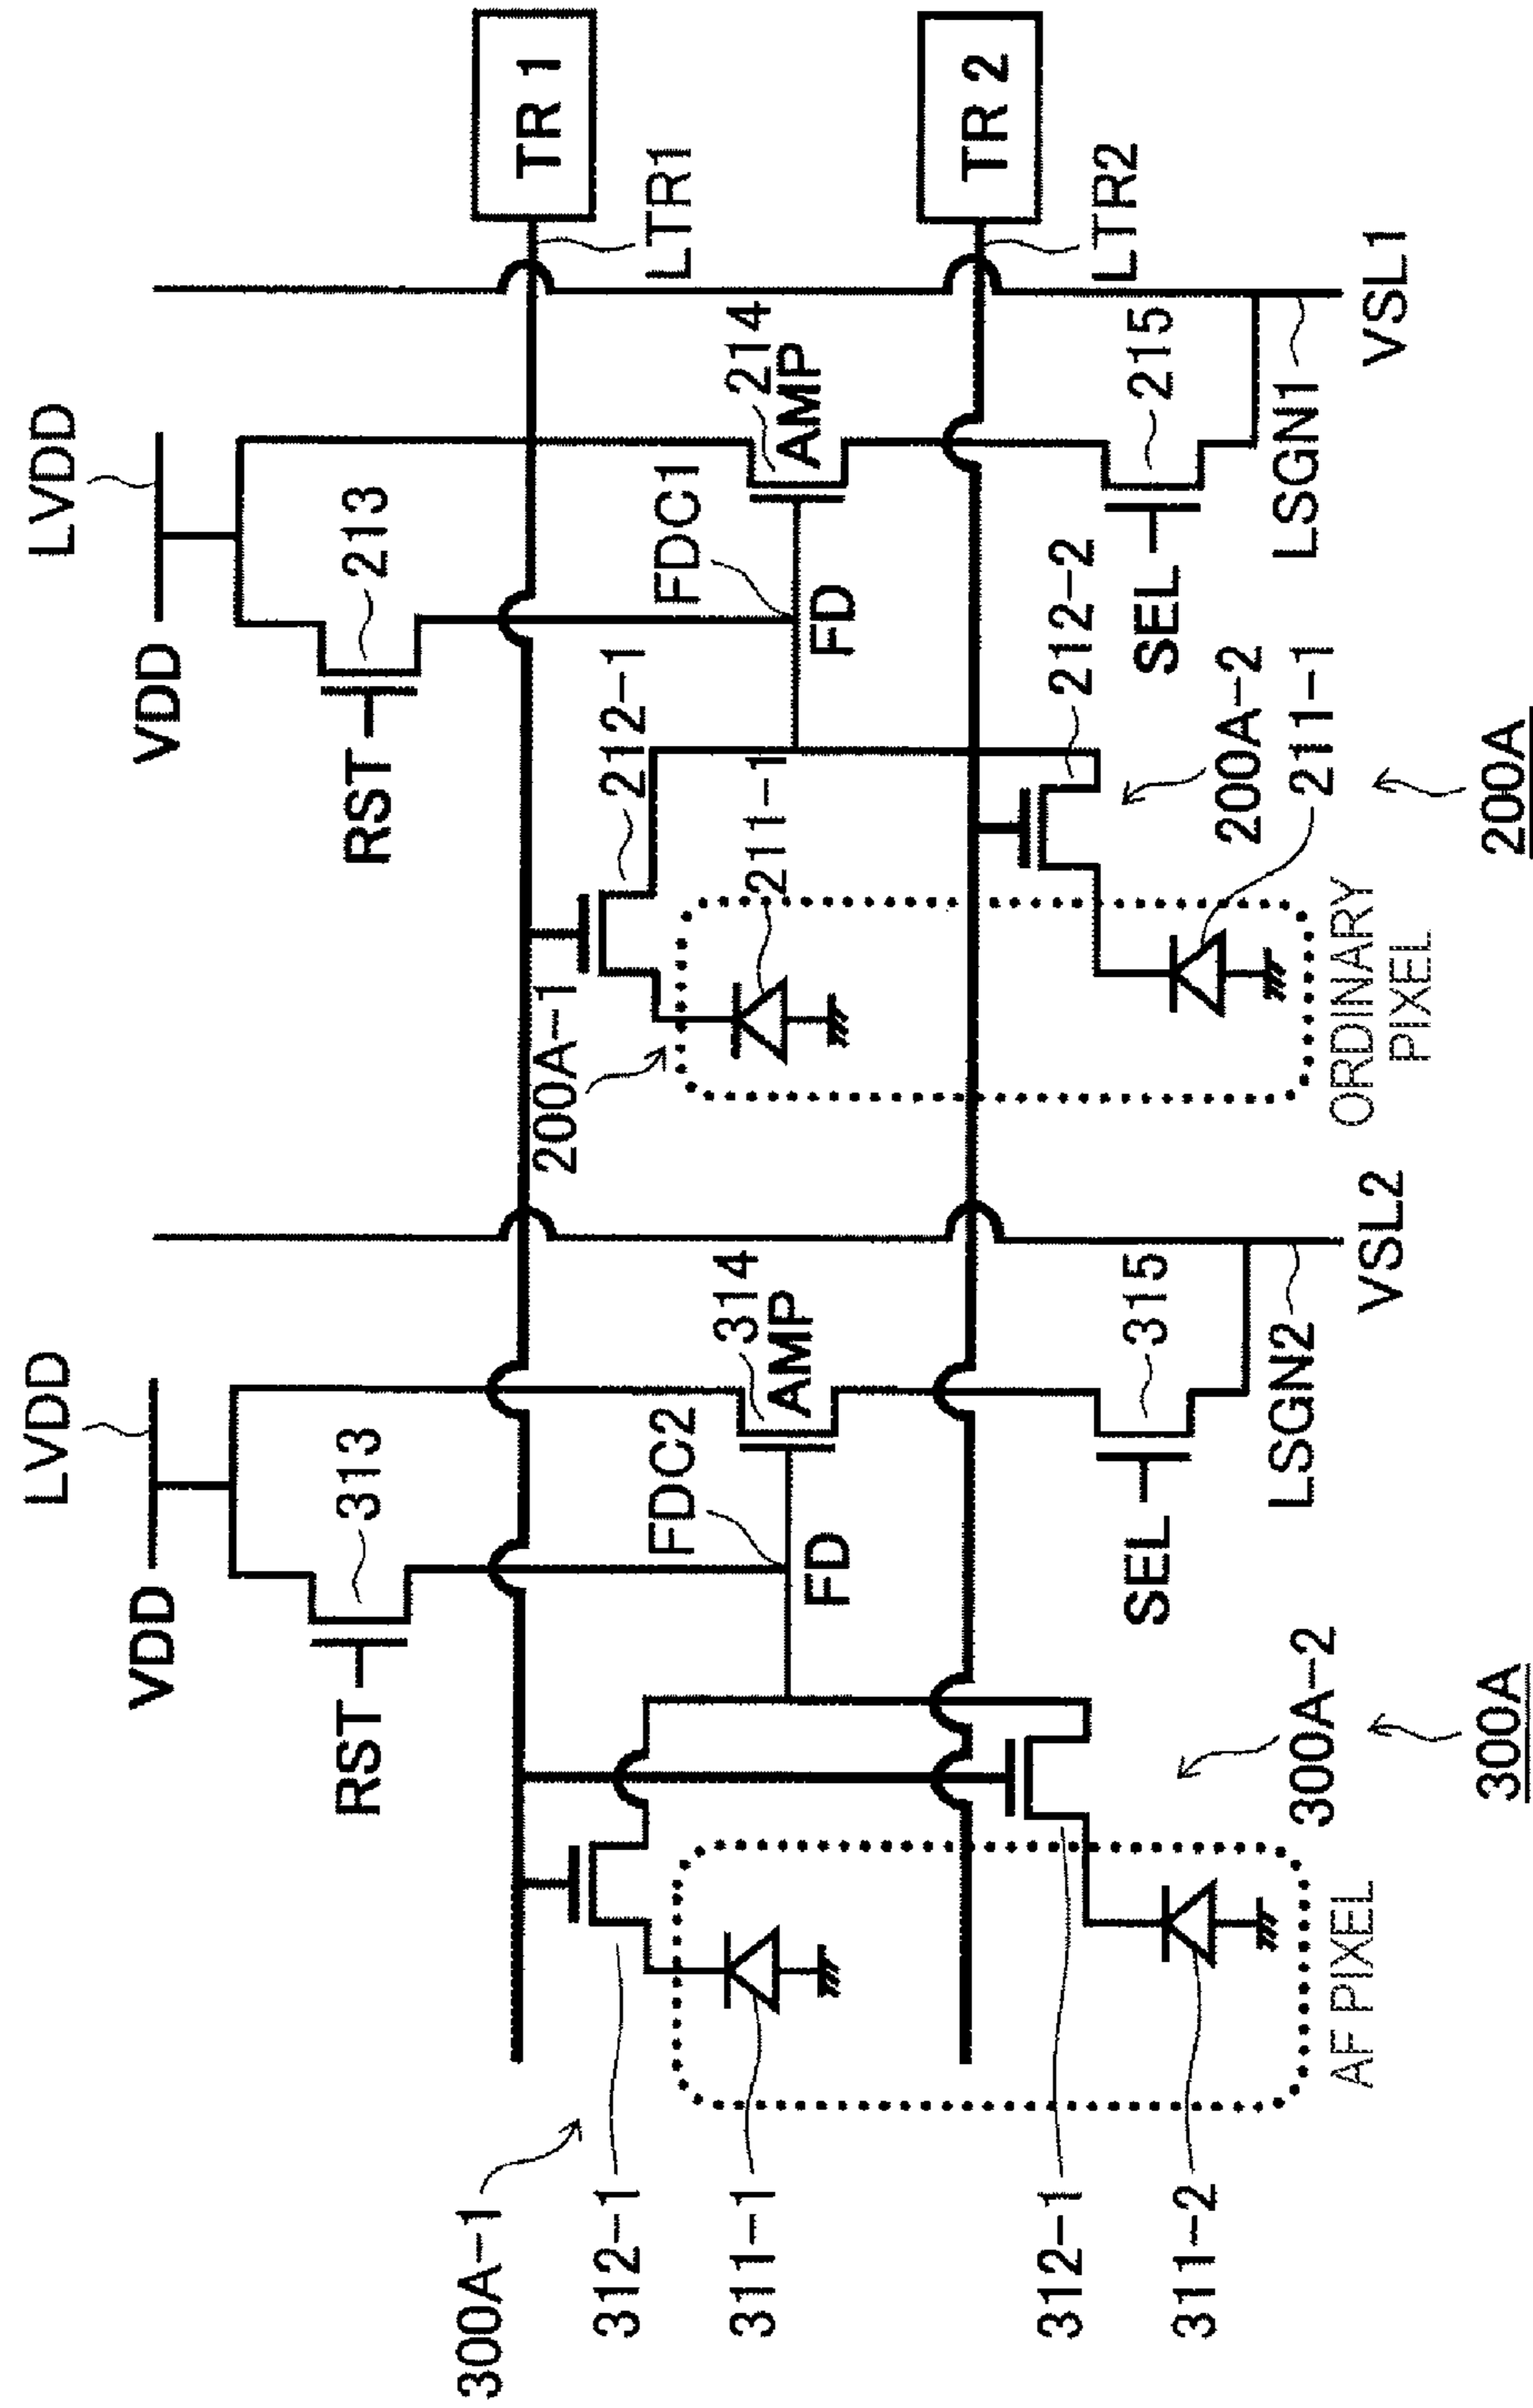 LVDD
VDD
RST
313
LVDD
VDD
RST
213
TR 1
LTR1
300A-1
312-1
311-1
FDC2
FD
314
AMP
200A-1
212-1
211-1
FDC1
FD
214
AMP
TR 2
LTR2
312-1
311-2
SEL
315
212-2
SEL
215
300A-2
LSGN2
VSL2
200A-2
211-1
LSGN1
VSL1
AF PIXEL
300A
ORDINARY
PIXEL
200A